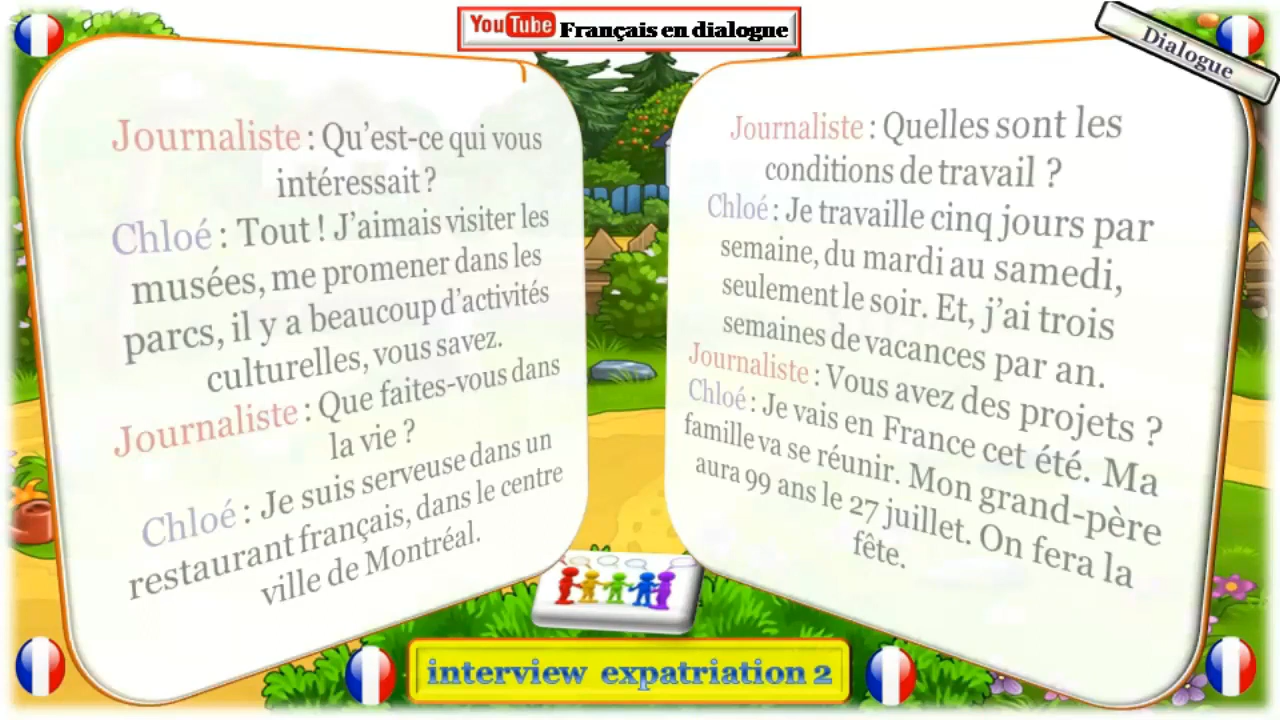 YouTube Français en dialogue
Dialogue
Journaliste : Qu'est-ce qui vous
intéressait ?
Chloé : Tout ! J'aimais visiter les
musées, me promener dans les
parcs, il y a beaucoup d'activités
culturelles, vous savez.
Journaliste : Que faites-vous dans
la vie ?
Chloé : Je suis serveuse dans un
restaurant français, dans le centre
ville de Montréal.
Journaliste : Quelles sont les
conditions de travail ?
Chloé : Je travaille cinq jours par
semaine, du mardi au samedi,
seulement le soir. Et, j'ai trois
semaines de vacances par an.
Journaliste : Vous avez des projets ?
Chloé : Je vais en France cet été. Ma
famille va se réunir. Mon grand-père
aura 99 ans le 27 juillet. On fera la
fête.
interview expatriation 2